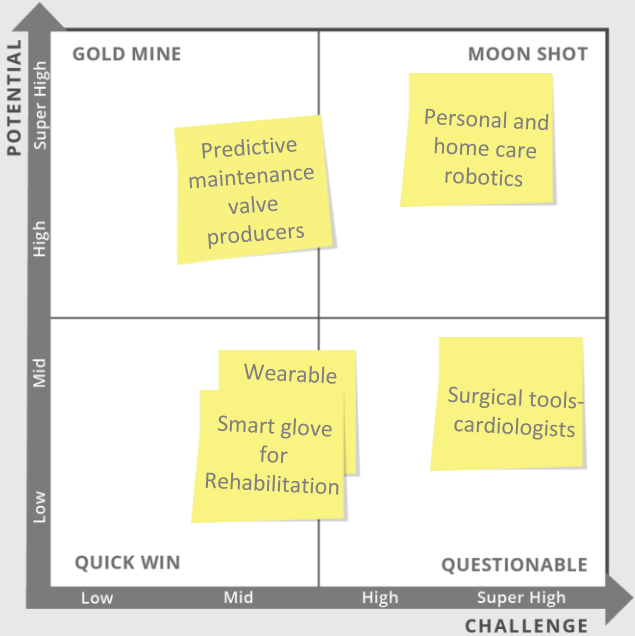 GOLD MINE
MOON SHOT
POTENTIAL
Super High
High
Mid
Low
Predictive
maintenance
valve
producers
Personal and
home care
robotics
Wearable
Smart glove
for
Rehabilitation
Surgical tools-
cardiologists
QUICK WIN
QUESTIONABLE
Low
Mid
High
Super High
CHALLENGE